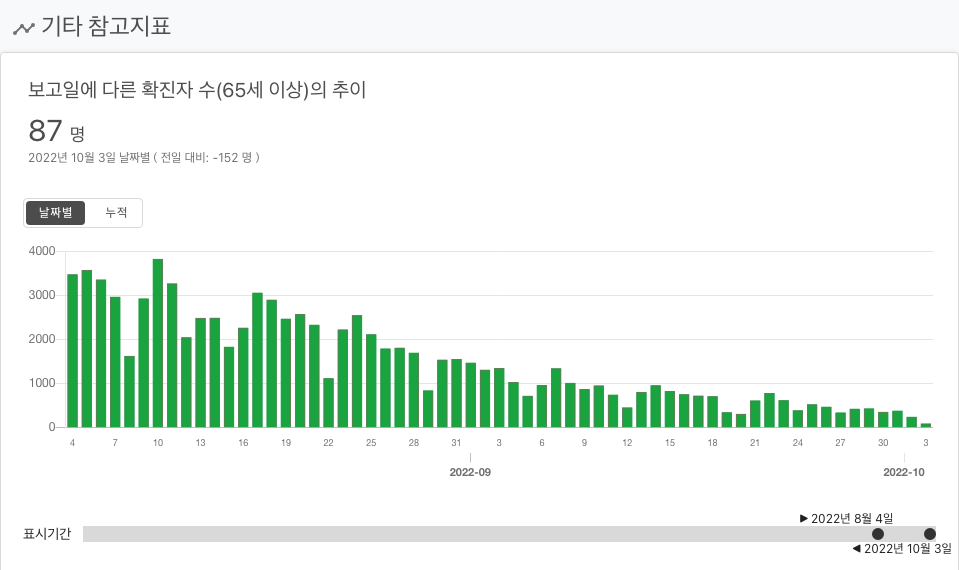 기타 참고지표
보고일에 다른 확진자 수(65세 이상)의 추이
87 명
2022년 10월 3일 날짜별 ( 전일 대비: -152 명 )
날짜별 누적
4000
3000
2000
1000
0
4 7 10 13 16 19 22 25 28 31 3 6 9 12 15 18 21 24 27 30 3
2022-09 2022-10
▶ 2022년 8월 4일
표시기간
◀ 2022년 10월 3일